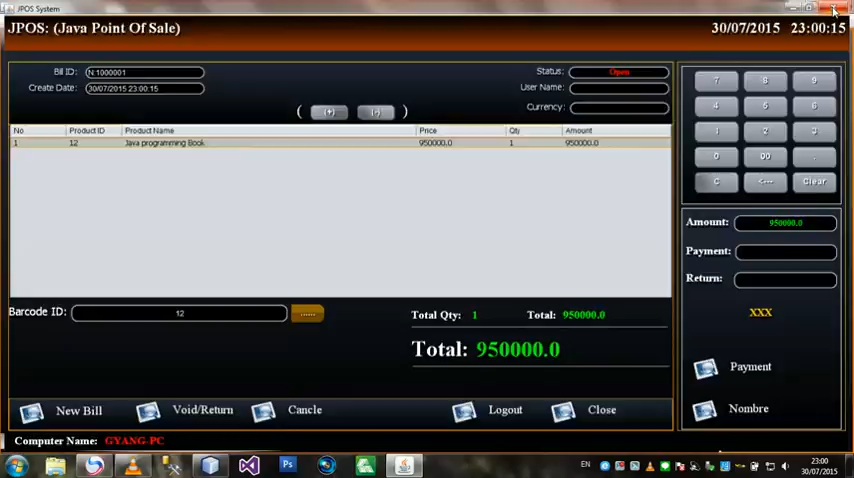 JPOS System
JPOS: (Java Point Of Sale)
30/07/2015 23:00:15
Bill ID: N:1000001
Create Date: 30/07/2015 23:00:15
Status: Open
User Name:
Currency:
( (+) (-) )
No Product ID Product Name Price Qty Amount
1 12 Java programming Book 950000.0 1 950000.0
7 8 9
4 5 6
1 2 3
0 00 .
C <--- Clear
Amount: 950000.0
Payment:
Return:
XXX
Payment
Nombre
Barcode ID: 12 ......
Total Qty: 1 Total: 950000.0
Total: 950000.0
New Bill Void/Return Cancle Logout Close
Computer Name: GYANG-PC
Ps
EN
23:00
30/07/2015